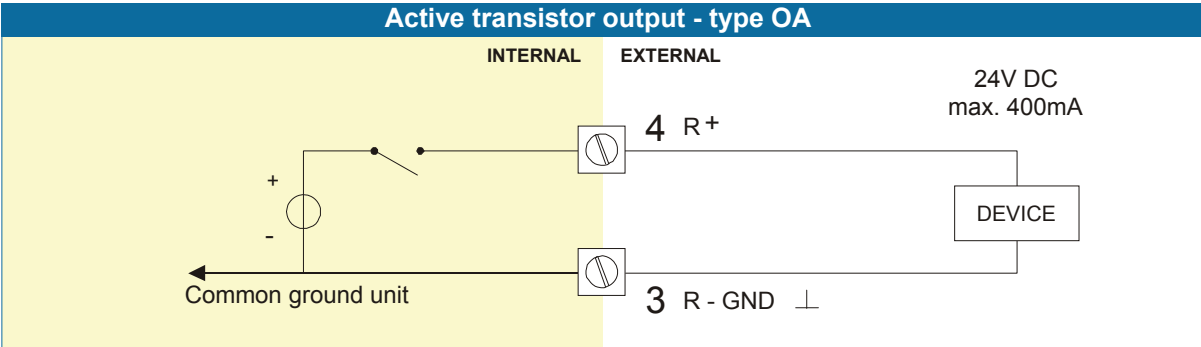 Active transistor output - type OA
INTERNAL EXTERNAL
24V DC
max. 400mA
4 R+
+
-
DEVICE
Common ground unit
3 R - GND ⊥